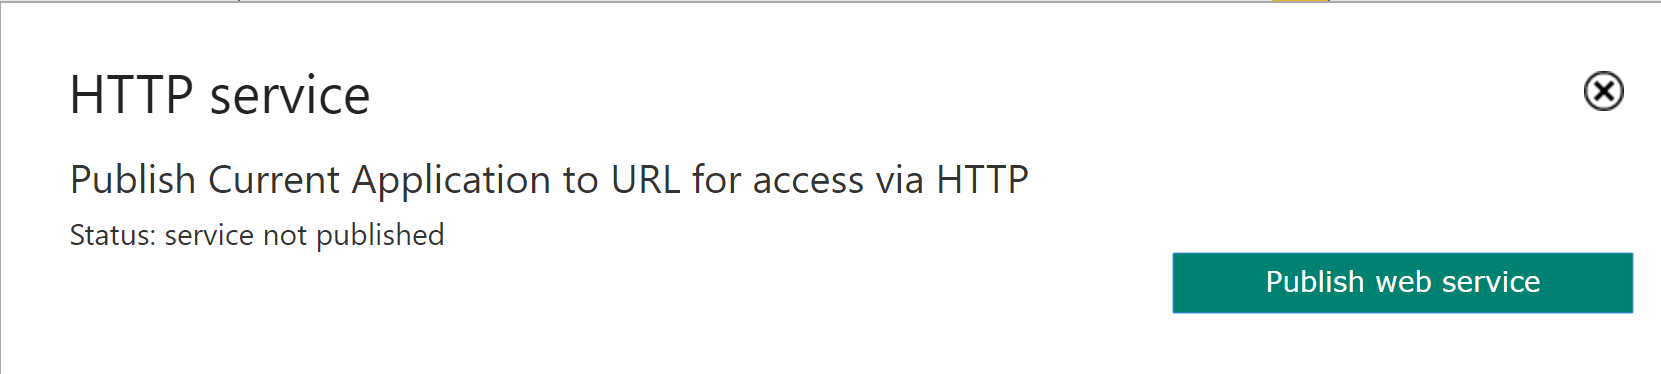 HTTP service
Publish Current Application to URL for access via HTTP
Status: service not published
Publish web service